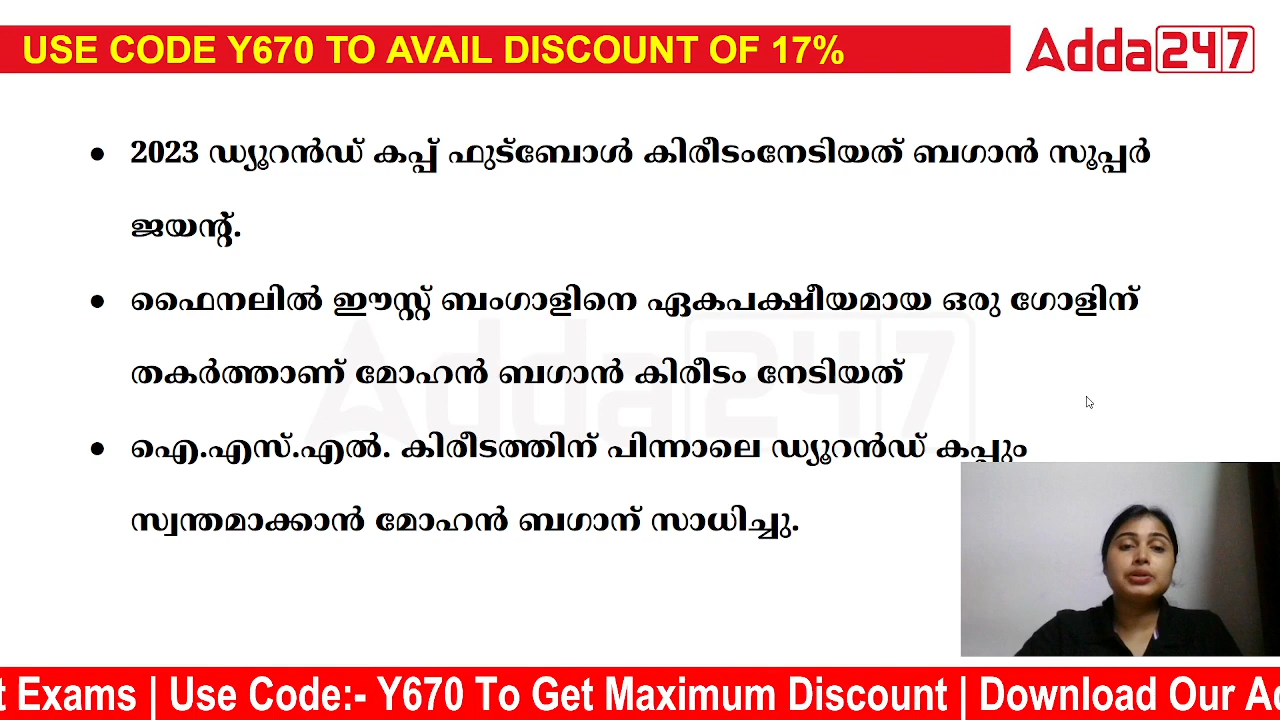 USE CODE Y670 TO AVAIL DISCOUNT OF 17%
Adda247
● 2023 ഡ്യൂറൻഡ് കപ്പ് ഫുട്ബോൾ കിരീടംനേടിയത് ബഗാൻ സൂപ്പർ
ജയന്റ്.
● ഫൈനലിൽ ഈസ്റ്റ് ബംഗാളിനെ ഏകപക്ഷീയമായ ഒരു ഗോളിന്
തകർത്താണ് മോഹൻ ബഗാൻ കിരീടം നേടിയത്
● ഐ.എസ്.എൽ. കിരീടത്തിന് പിന്നാലെ ഡ്യൂറൻഡ് കപ്പും
സ്വന്തമാക്കാൻ മോഹൻ ബഗാന് സാധിച്ചു.
t Exams | Use Code:- Y670 To Get Maximum Discount | Download Our Ad